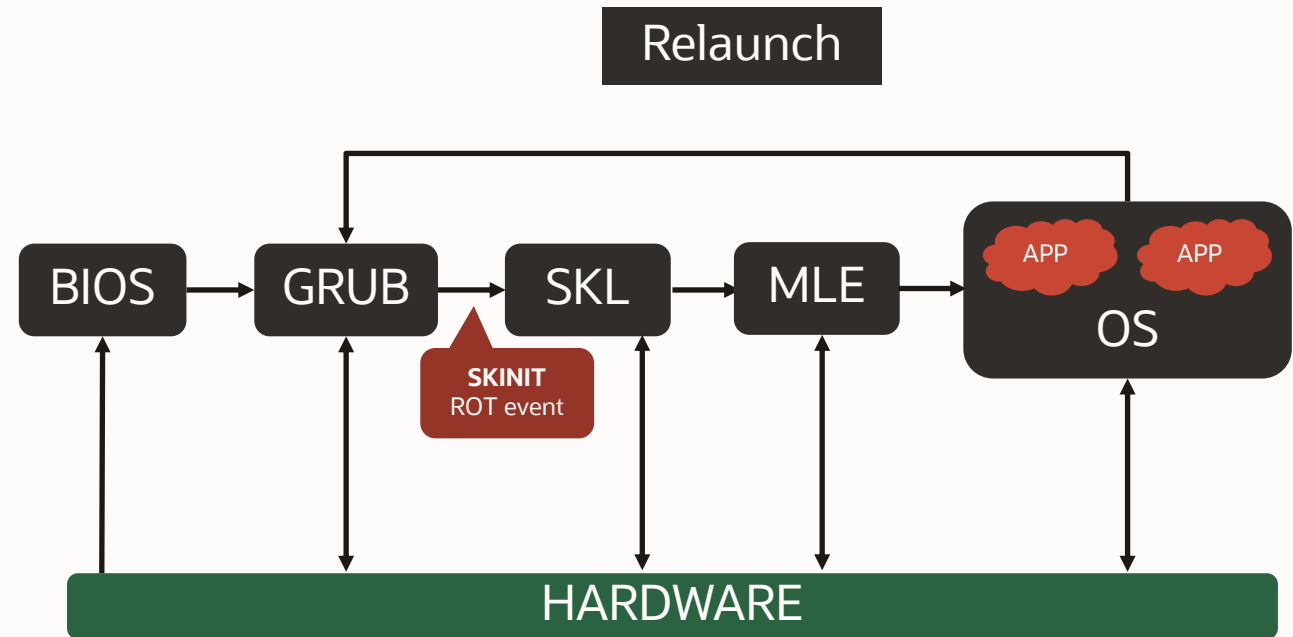 Relaunch
BIOS
GRUB
SKL
MLE
APP
APP
OS
SKINIT
ROT event
HARDWARE